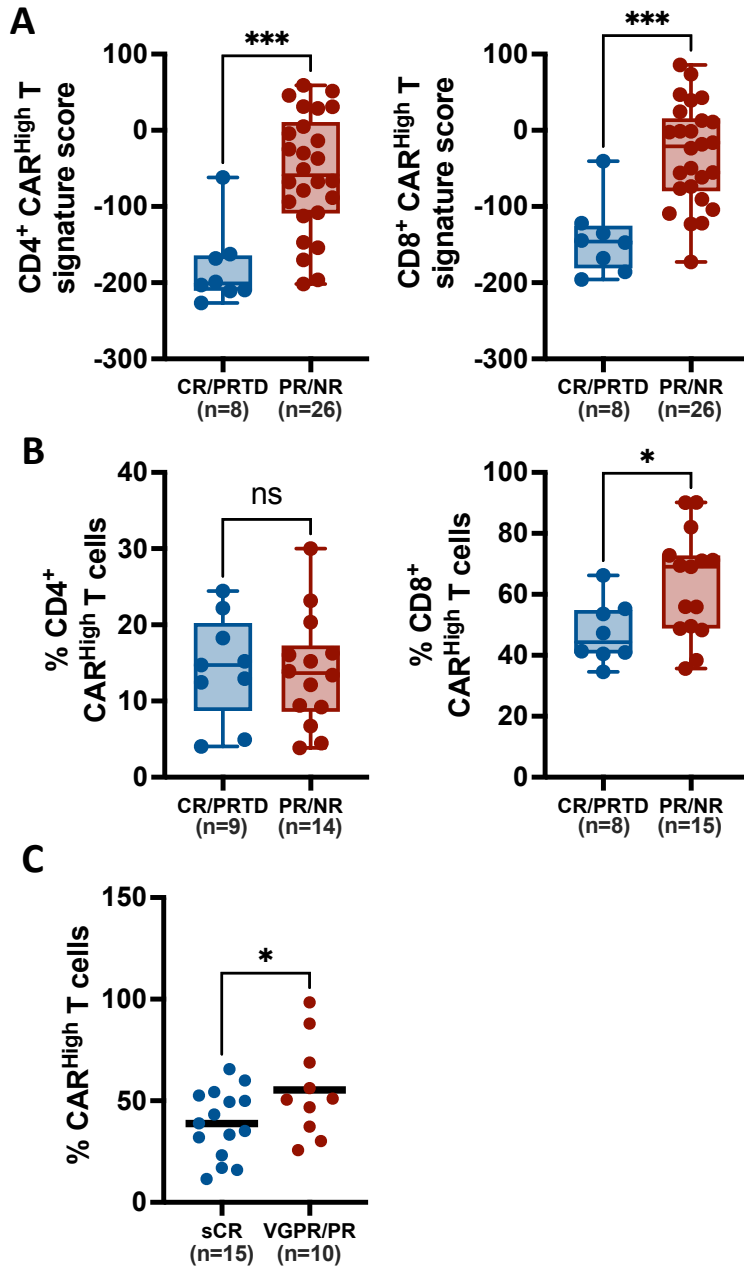 A
CD4⁺ CARᴴⁱᵍʰ T
signature score
100
0
-100
-200
-300
***
CR/PRTD
(n=8)
PR/NR
(n=26)
CD8⁺ CARᴴⁱᵍʰ T
signature score
100
0
-100
-200
-300
***
CR/PRTD
(n=8)
PR/NR
(n=26)
B
% CD4⁺
CARᴴⁱᵍʰ T cells
40
30
20
10
0
ns
CR/PRTD
(n=9)
PR/NR
(n=14)
% CD8⁺
CARᴴⁱᵍʰ T cells
100
80
60
40
20
0
*
CR/PRTD
(n=8)
PR/NR
(n=15)
C
% CARᴴⁱᵍʰ T cells
150
100
50
0
*
sCR
(n=15)
VGPR/PR
(n=10)